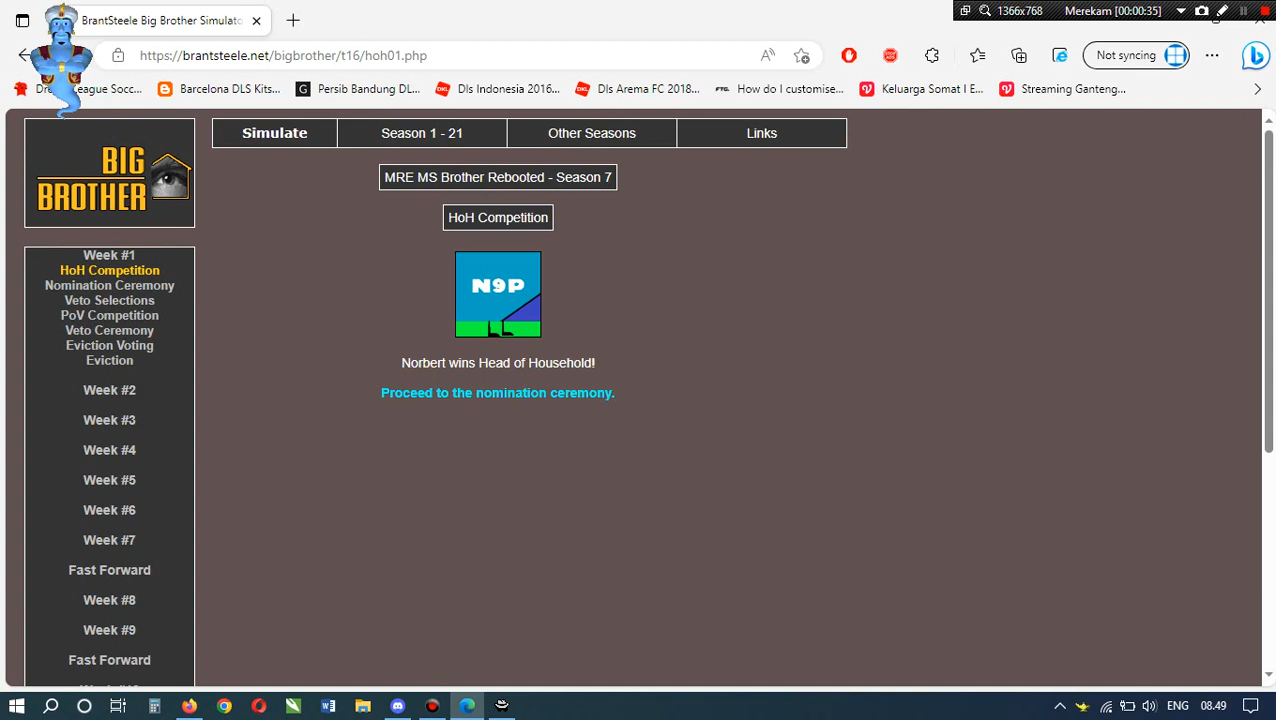 BrantSteele Big Brother Simulato
1366x768
Merekam [00:00:35]
https://brantsteele.net/bigbrother/t16/hoh01.php
Not syncing
Dream League Socc...
Barcelona DLS Kits...
Persib Bandung DL...
Dls Indonesia 2016...
Dls Arema FC 2018...
How do I customise...
Keluarga Somat I E...
Streaming Ganteng...
BIG
BROTHER
Simulate
Season 1 - 21
Other Seasons
Links
MRE MS Brother Rebooted - Season 7
HoH Competition
N9P
Norbert wins Head of Household!
Proceed to the nomination ceremony.
Week #1
HoH Competition
Nomination Ceremony
Veto Selections
PoV Competition
Veto Ceremony
Eviction Voting
Eviction
Week #2
Week #3
Week #4
Week #5
Week #6
Week #7
Fast Forward
Week #8
Week #9
Fast Forward
ENG
08.49